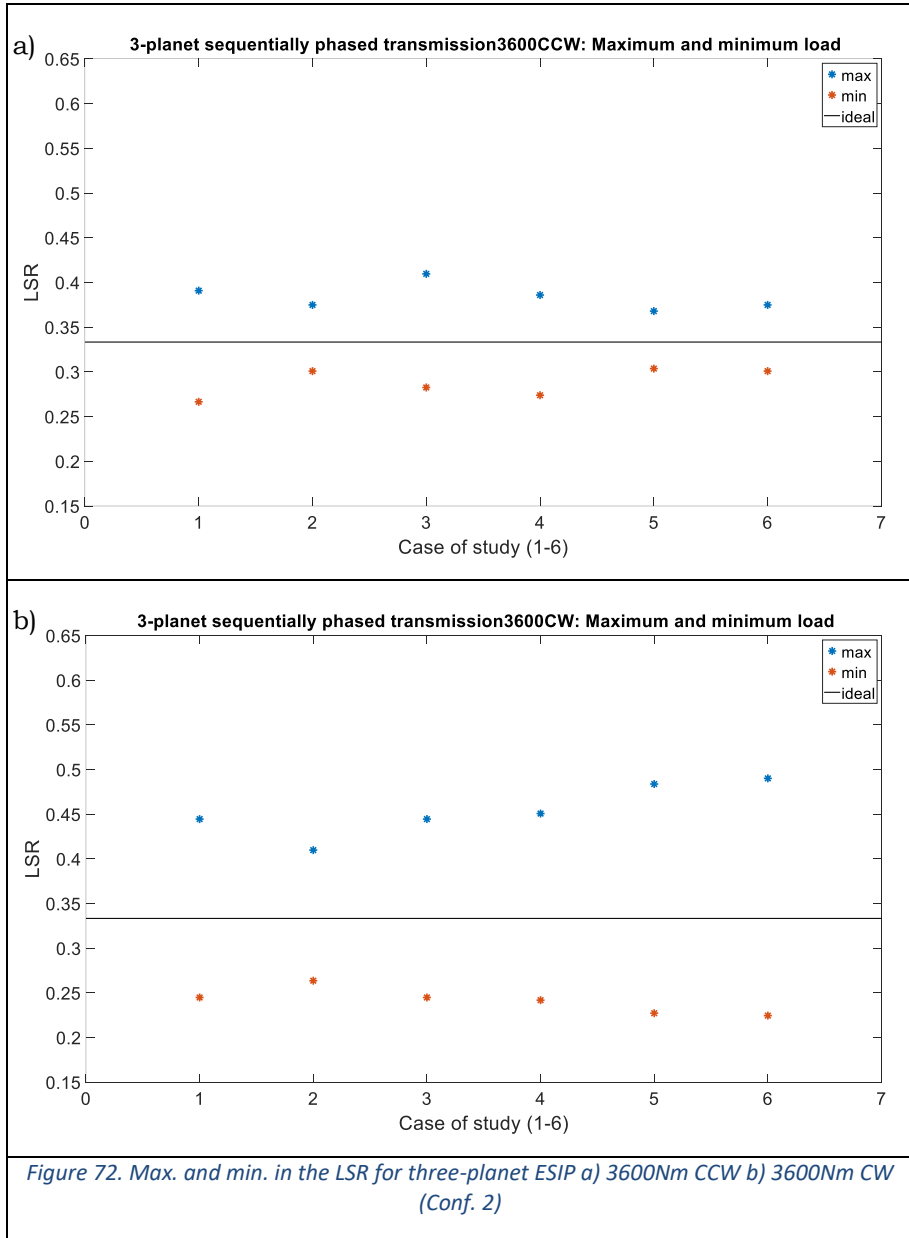 a)
3-planet sequentially phased transmission3600CCW: Maximum and minimum load
0.65
0.6
0.55
0.5
0.45
0.4
0.35
0.3
0.25
0.2
0.15
LSR
max
min
ideal
0 1 2 3 4 5 6 7
Case of study (1-6)
b)
3-planet sequentially phased transmission3600CW: Maximum and minimum load
0.65
0.6
0.55
0.5
0.45
0.4
0.35
0.3
0.25
0.2
0.15
LSR
max
min
ideal
0 1 2 3 4 5 6 7
Case of study (1-6)
Figure 72. Max. and min. in the LSR for three-planet ESIP a) 3600Nm CCW b) 3600Nm CW
(Conf. 2)